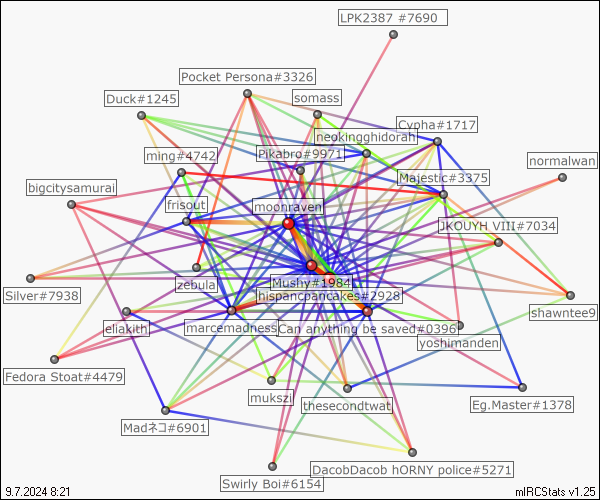 LPK2387 #7690
Pocket Persona#3326
somass
Duck#1245
Cypha#1717
neokingghidorah
ming#4742
Pikabro#9971
normalwan
Majestic#3375
bigcitysamurai
frisout
moonraven
JKOUYH VIII#7034
zebula
Mushy#1984
Silver#7938
hispancpancakes#2928
shawntee9
eliakith
marcemadness
Can anything be saved#0396
yoshimanden
Fedora Stoat#4479
mukszi
thesecondtwat
Eg.Master#1378
Madネコ#6901
DacobDacob hORNY police#5271
Swirly Boi#6154
9.7.2024 8:21
mIRCStats v1.25